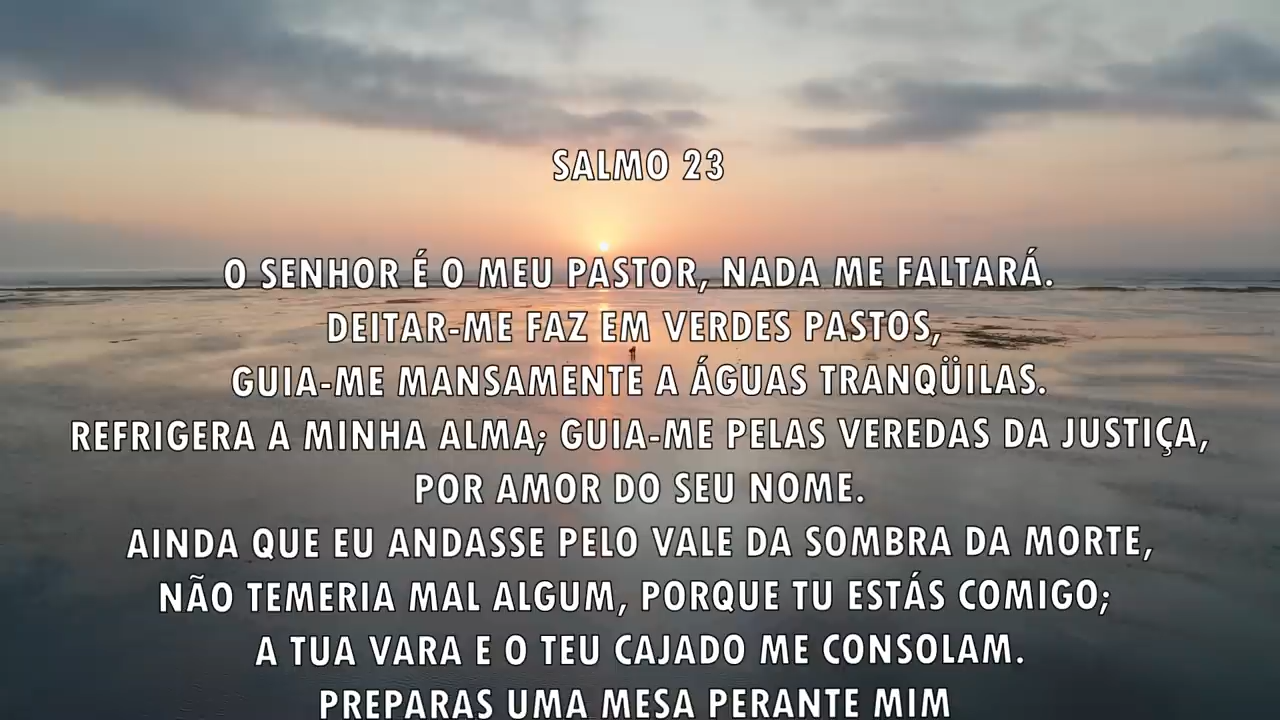 SALMO 23
O SENHOR É O MEU PASTOR, NADA ME FALTARÁ.
DEITAR-ME FAZ EM VERDES PASTOS,
GUIA-ME MANSAMENTE A ÁGUAS TRANQÜILAS.
REFRIGERA A MINHA ALMA; GUIA-ME PELAS VEREDAS DA JUSTIÇA,
POR AMOR DO SEU NOME.
AINDA QUE EU ANDASSE PELO VALE DA SOMBRA DA MORTE,
NÃO TEMERIA MAL ALGUM, PORQUE TU ESTÁS COMIGO;
A TUA VARA E O TEU CAJADO ME CONSOLAM.
PREPARAS UMA MESA PERANTE MIM